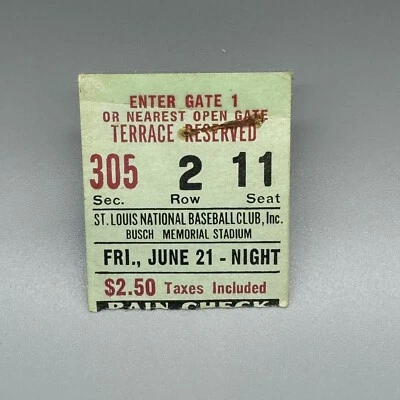 ENTER GATE 1
OR NEAREST OPEN GATE
TERRACE RESERVED
305 2 11
Sec. Row Seat
ST. LOUIS NATIONAL BASEBALL CLUB, Inc.
BUSCH MEMORIAL STADIUM
FRI., JUNE 21 - NIGHT
$2.50 Taxes Included
RAIN CHECK